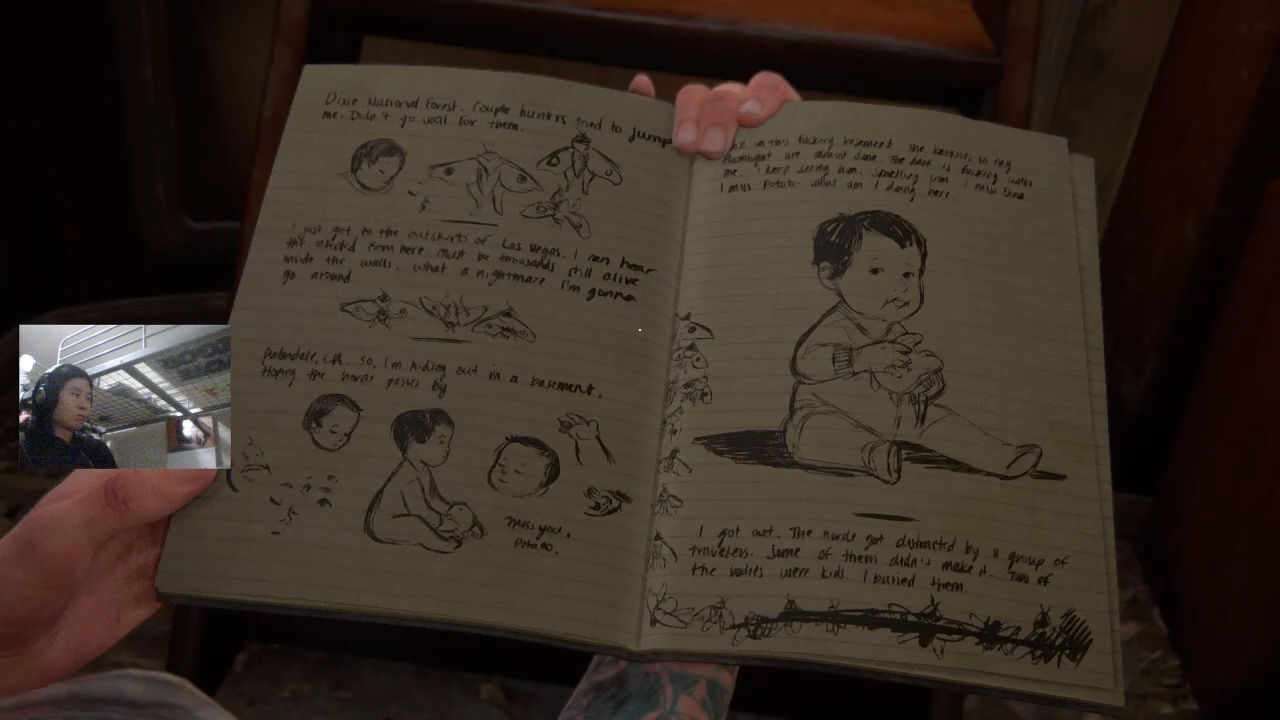 Dixie National Forest. Couple hunters tried to jump
me. Didn't go well for them.
I just got to the outskirts of Las Vegas. I can hear
the infected from here must be thousands still alive
inside the walls. What a nightmare I'm gonna
go around
Palmdale, CA. So, I'm hiding out in a basement.
Hoping the horde passes by
Miss you,
Potato.
in this fucking basement. The batteries in my
flashlight are almost done. The dark is fucking with
me. I keep seeing him. Smelling him. I miss Dina
I miss Potato. What am I doing here.
I got out. The horde got distracted by a group of
travelers. Some of them didn't make it. Two of
the bodies were kids. I buried them